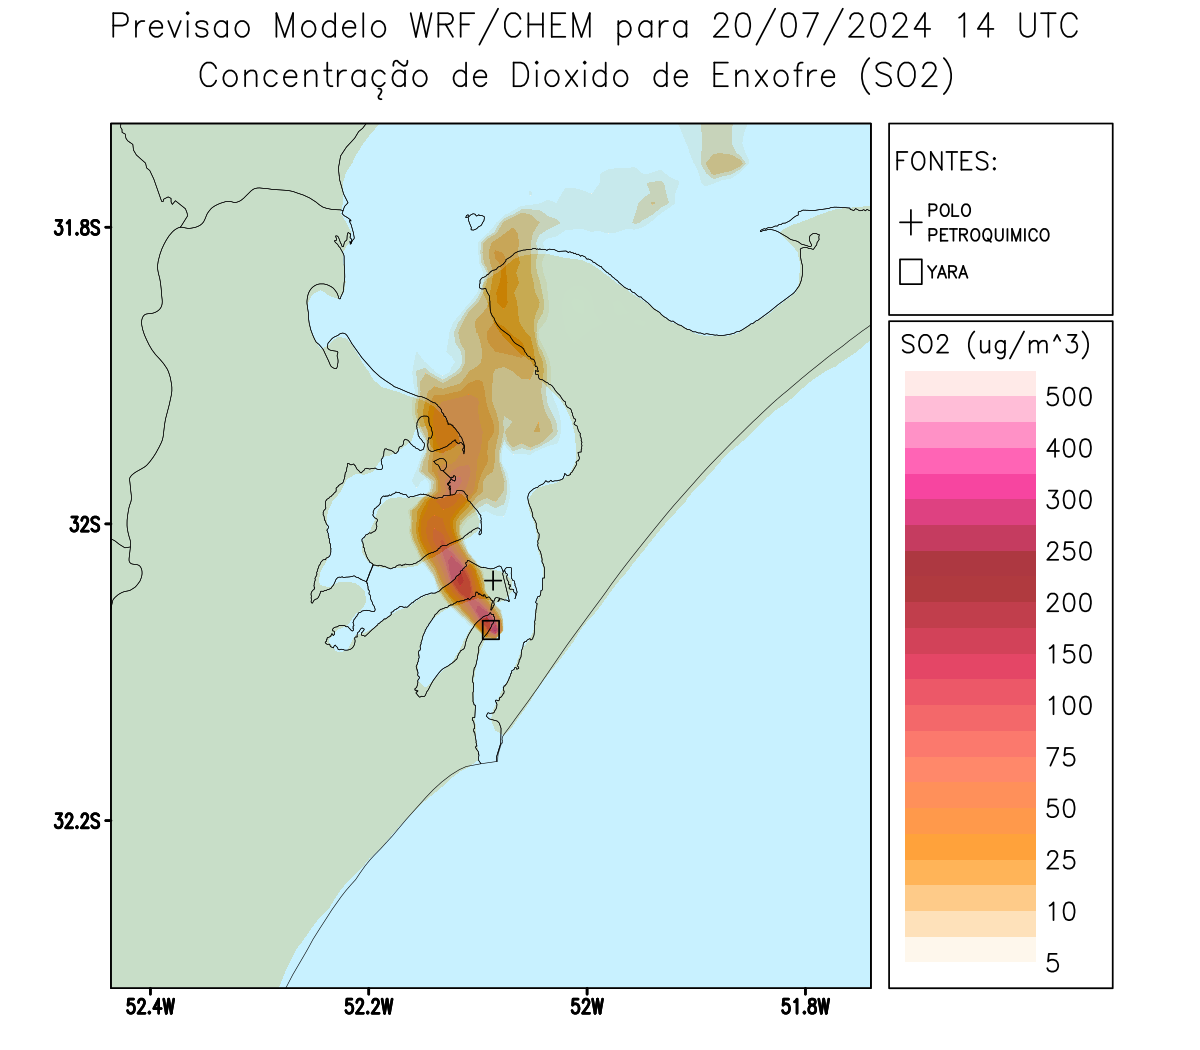 Previsao Modelo WRF/CHEM para 20/07/2024 14 UTC
Concentração de Dioxido de Enxofre (SO2)
FONTES:
POLO
PETROQUIMICO
YARA
SO2 (ug/m^3)
500
400
300
250
200
150
100
75
50
25
10
5
31.8S
32S
32.2S
52.4W
52.2W
52W
51.8W